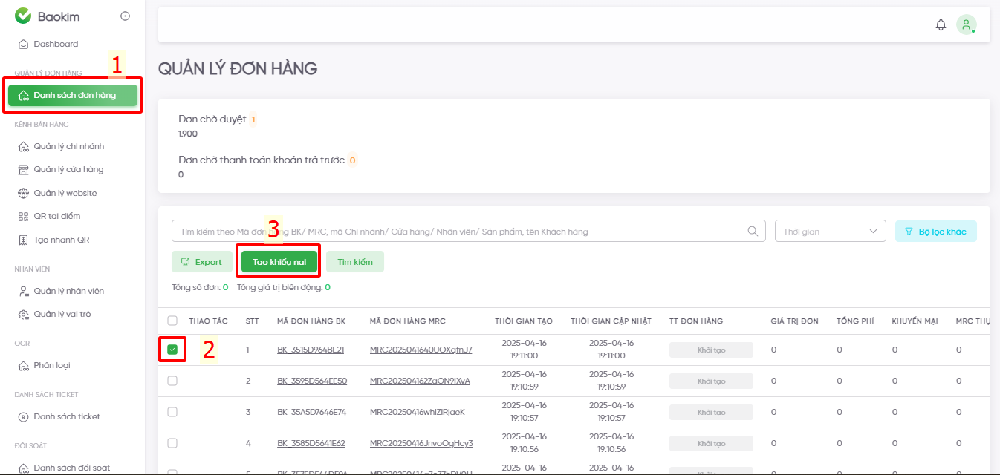 Baokim
Dashboard
QUẢN LÝ ĐƠN HÀNG
1
Danh sách đơn hàng
KÊNH BÁN HÀNG
Quản lý chi nhánh
Quản lý cửa hàng
Quản lý website
QR tại điểm
Tạo nhanh QR
NHÂN VIÊN
Quản lý nhân viên
Quản lý vai trò
OCR
Phân loại
DANH SÁCH TICKET
Danh sách ticket
ĐỐI SOÁT
Danh sách đối soát
QUẢN LÝ ĐƠN HÀNG
Đơn chờ duyệt 1
1.900
Đơn chờ thanh toán khoản trả trước 0
0
3
Tìm kiếm theo Mã đơn hàng BK/ MRC, mã Chi nhánh/ Cửa hàng/ Nhân viên/ Sản phẩm, tên Khách hàng
Thời gian
Bộ lọc khác
Export
Tạo khiếu nại
Tìm kiếm
Tổng số đơn: 0 Tổng giá trị biến động: 0
THAO TÁC STT MÃ ĐƠN HÀNG BK MÃ ĐƠN HÀNG MRC THỜI GIAN TẠO THỜI GIAN CẬP NHẬT TT ĐƠN HÀNG GIÁ TRỊ ĐƠN TỔNG PHÍ KHUYẾN MẠI MRC THỤ
2
1 BK_3515D964BE21 MRC2025041640UOXqfnJ7 2025-04-16 19:11:00 2025-04-16 19:11:00 Khởi tạo 0 0 0 0
2 BK_3595D564EE50 MRC202504162ZaON9IXvA 2025-04-16 19:10:59 2025-04-16 19:10:59 Khởi tạo 0 0 0 0
3 BK_35A5D7646E74 MRC20250416whIZIRjaeK 2025-04-16 19:10:57 2025-04-16 19:10:57 Khởi tạo 0 0 0 0
4 BK_3585D5641E62 MRC20250416JnvoOgHcy3 2025-04-16 19:10:56 2025-04-16 19:10:56 Khởi tạo 0 0 0 0
2025-04-16 2025-04-16